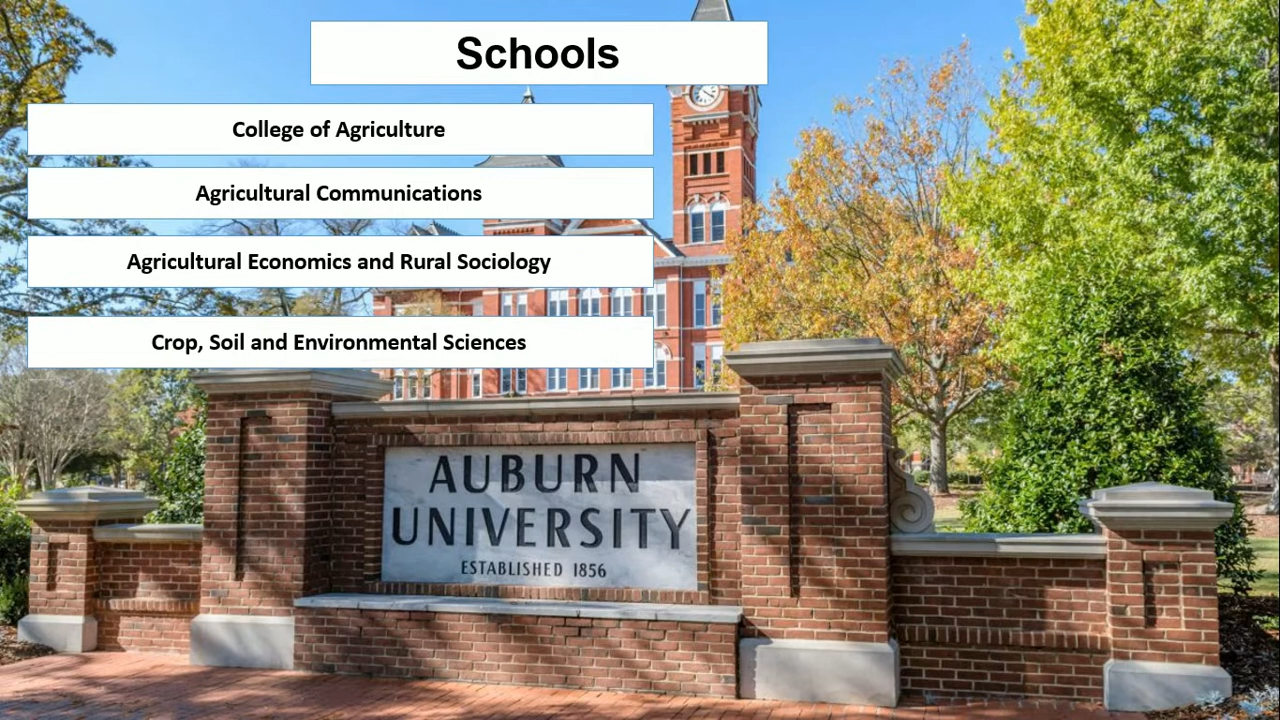 Schools
College of Agriculture
Agricultural Communications
Agricultural Economics and Rural Sociology
Crop, Soil and Environmental Sciences
AUBURN
UNIVERSITY
ESTABLISHED 1856